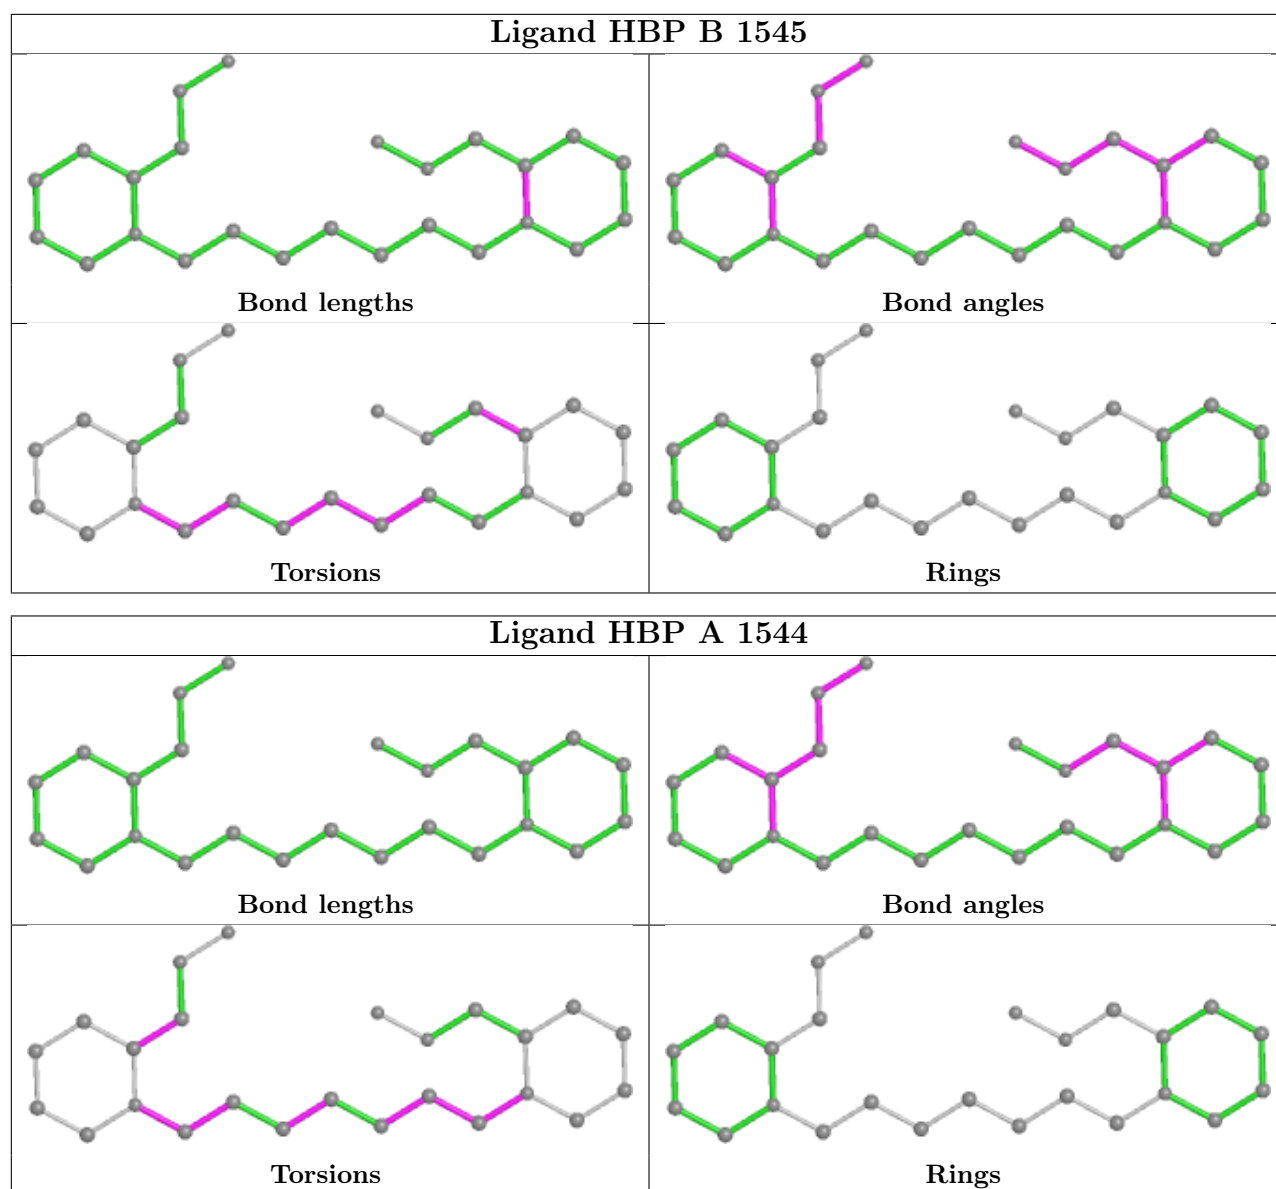 Ligand HBP B 1545
Bond lengths
Bond angles
Torsions
Rings
Ligand HBP A 1544
Bond lengths
Bond angles
Torsions
Rings